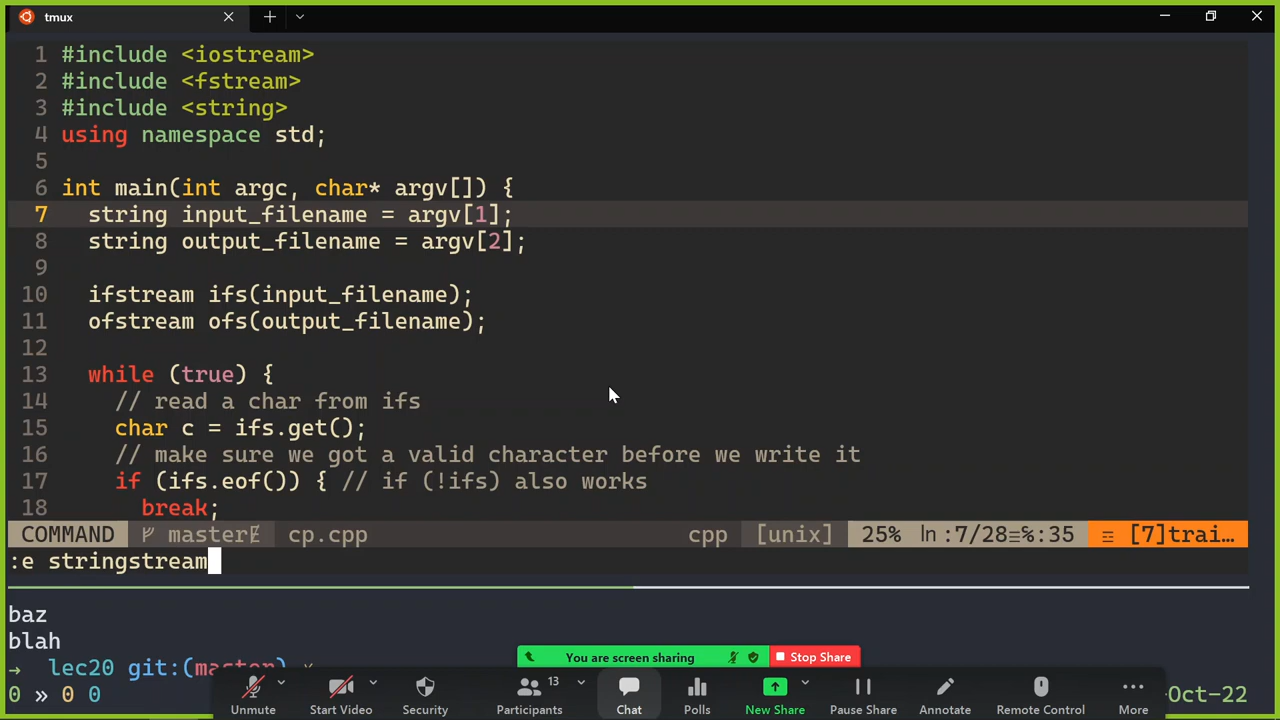 tmux
1 #include <iostream>
2 #include <fstream>
3 #include <string>
4 using namespace std;
5
6 int main(int argc, char* argv[]) {
7 string input_filename = argv[1];
8 string output_filename = argv[2];
9
10 ifstream ifs(input_filename);
11 ofstream ofs(output_filename);
12
13 while (true) {
14 // read a char from ifs
15 char c = ifs.get();
16 // make sure we got a valid character before we write it
17 if (ifs.eof()) { // if (!ifs) also works
18 break;
COMMAND master cp.cpp cpp [unix] 25% ln:7/28≡%:35 ☲ [7]trai…
:e stringstream
baz
blah
You are screen sharing Stop Share
→ lec20 git:(master)
0 » 0 0
13
Unmute Start Video Security Participants Chat Polls New Share Pause Share Annotate Remote Control More
-Oct-22